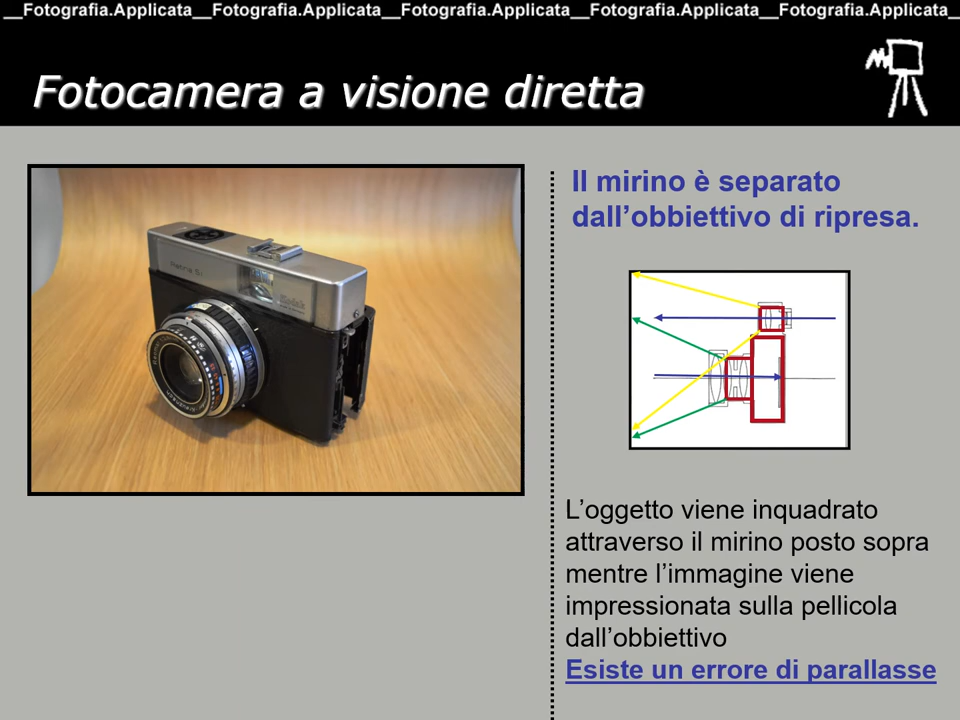 __Fotografia.Applicata__Fotografia.Applicata__Fotografia.Applicata__Fotografia.Applicata__Fotografia.Applicata_
Fotocamera a visione diretta
Il mirino è separato
dall’obbiettivo di ripresa.
Kodak
L’oggetto viene inquadrato
attraverso il mirino posto sopra
mentre l’immagine viene
impressionata sulla pellicola
dall’obbiettivo
Esiste un errore di parallasse